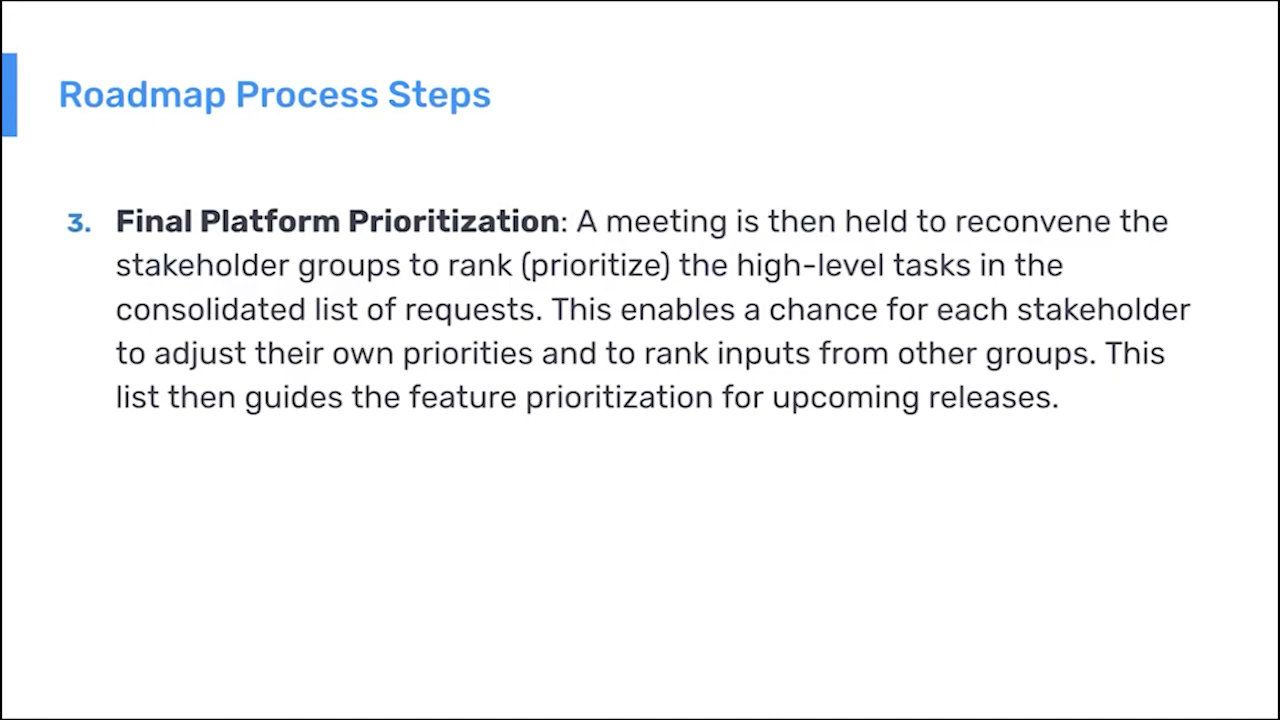 Roadmap Process Steps
3. Final Platform Prioritization: A meeting is then held to reconvene the
stakeholder groups to rank (prioritize) the high-level tasks in the
consolidated list of requests. This enables a chance for each stakeholder
to adjust their own priorities and to rank inputs from other groups. This
list then guides the feature prioritization for upcoming releases.